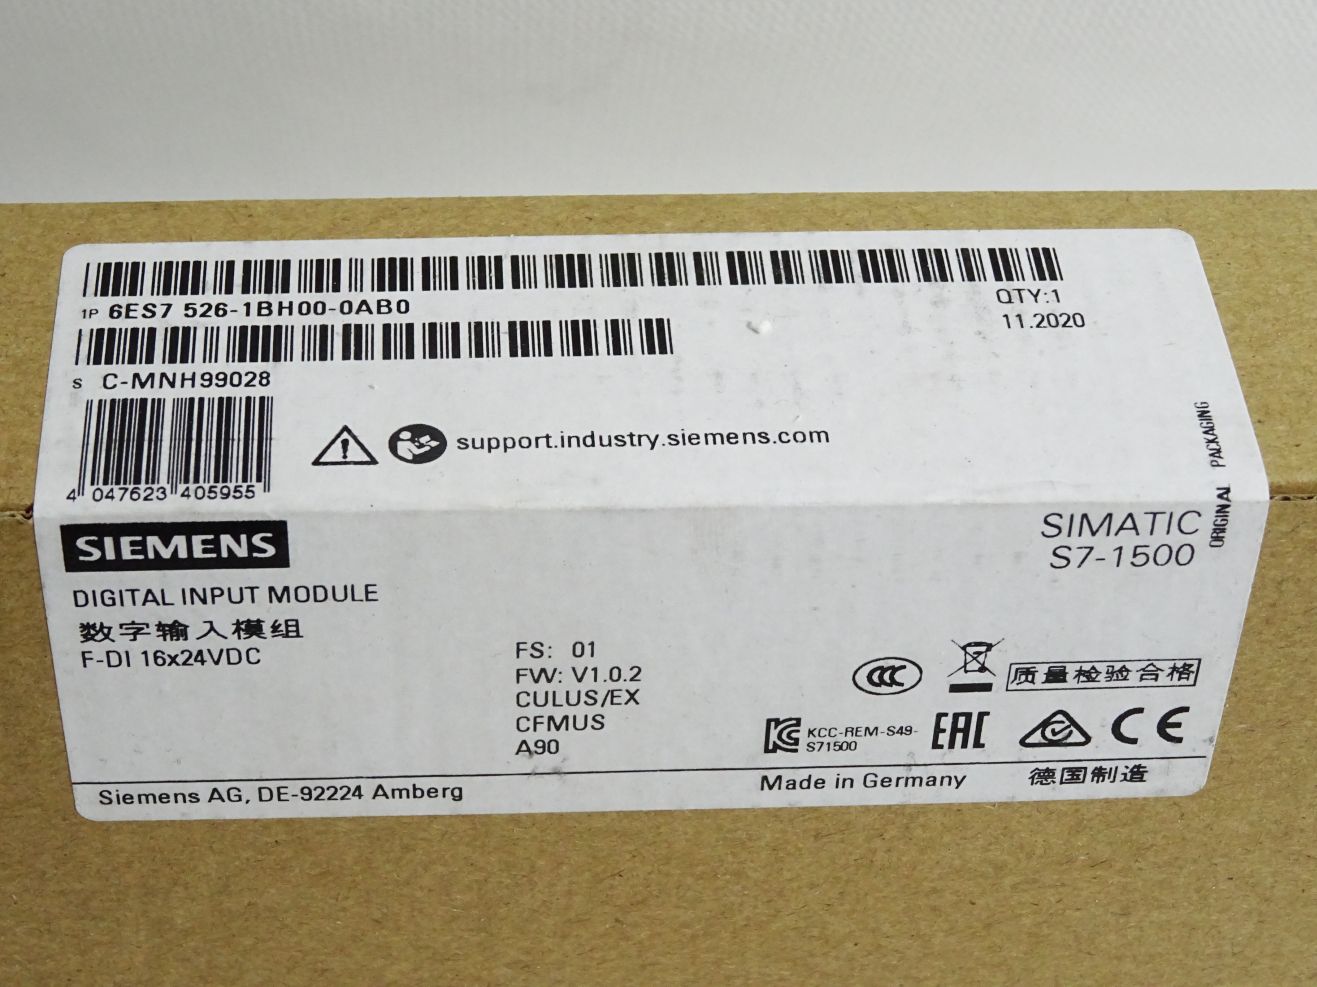 1P 6ES7 526-1BH00-0AB0
QTY:1
11.2020
S C-MNH99028
4 047623 405955
support.industry.siemens.com
ORIGINAL PACKAGING
SIEMENS
SIMATIC
S7-1500
DIGITAL INPUT MODULE
数字输入模组
F-DI 16x24VDC
FS: 01
FW: V1.0.2
CULUS/EX
CFMUS
A90
CCC
质量检验合格
KCC-REM-S49-
S71500
EAC
CE
Siemens AG, DE-92224 Amberg
Made in Germany
德国制造